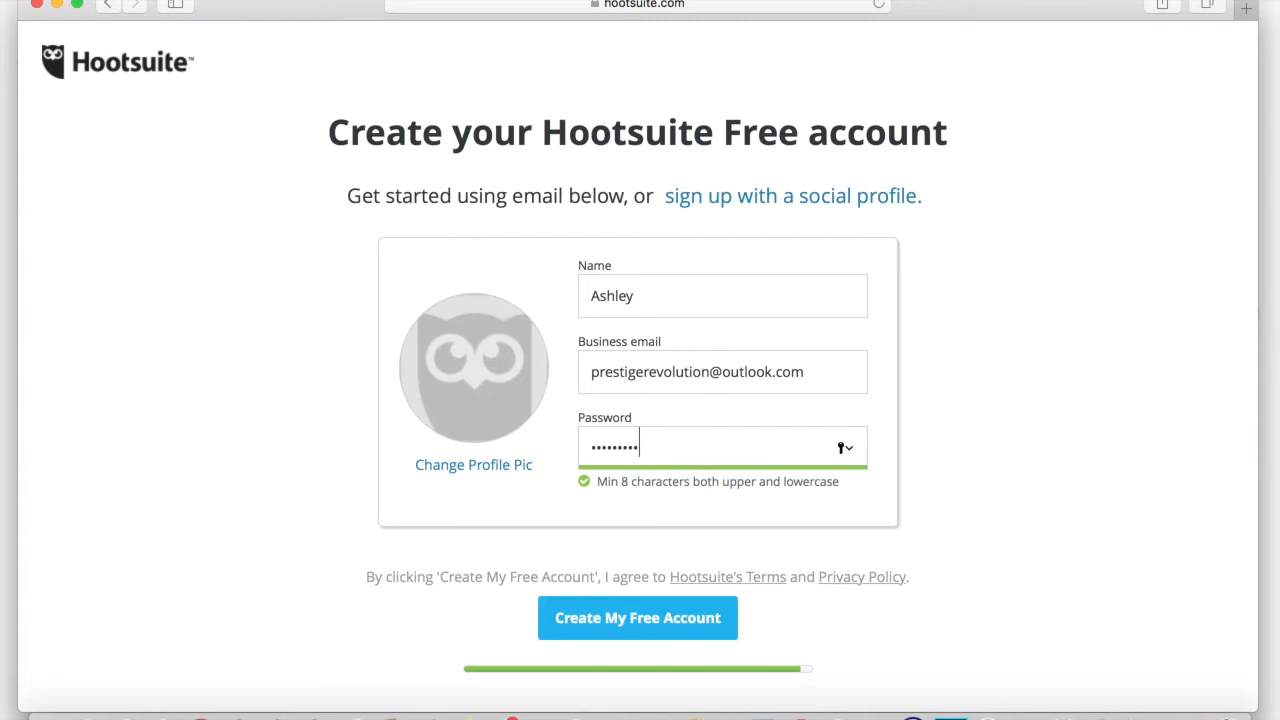 hootsuite.com
Hootsuite™
Create your Hootsuite Free account
Get started using email below, or sign up with a social profile.
Name
Ashley
Business email
prestigerevolution@outlook.com
Password
•••••••••
Min 8 characters both upper and lowercase
Change Profile Pic
By clicking 'Create My Free Account', I agree to Hootsuite's Terms and Privacy Policy.
Create My Free Account